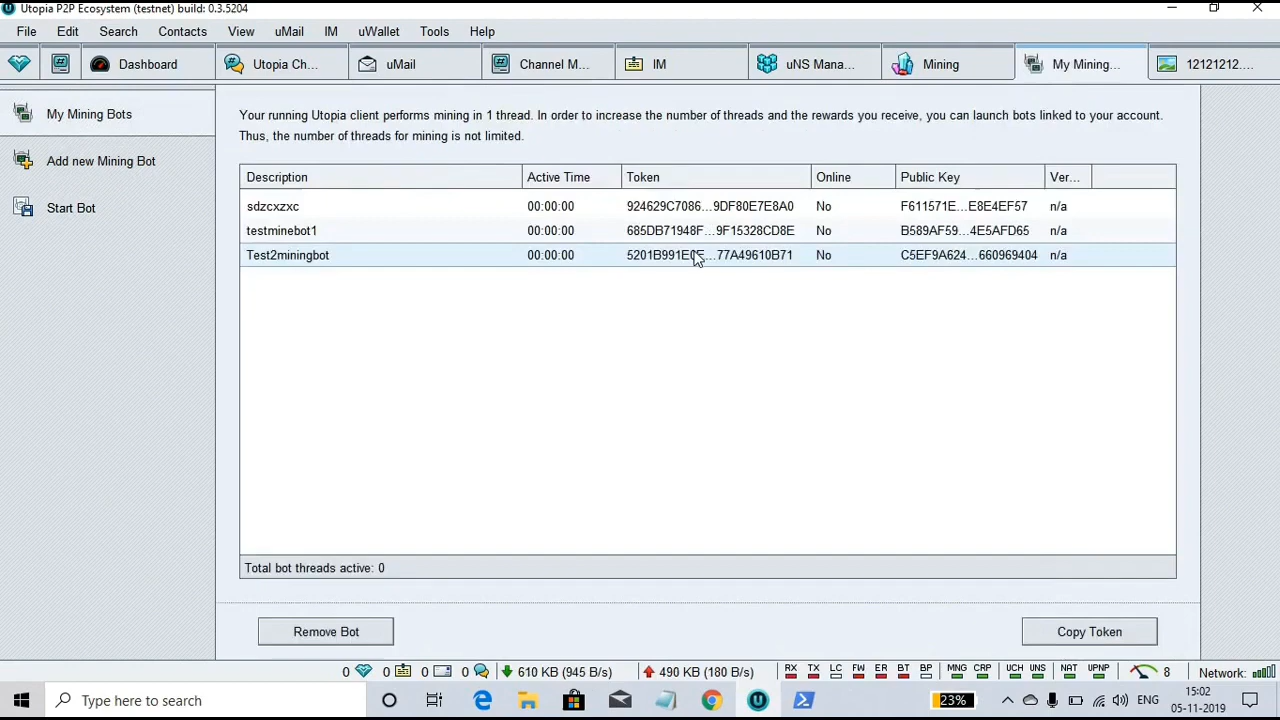 Utopia P2P Ecosystem (testnet) build: 0.3.5204
File Edit Search Contacts View uMail IM uWallet Tools Help
Dashboard Utopia Ch... uMail Channel M... IM uNS Mana... Mining My Mining... 12121212....
My Mining Bots
Add new Mining Bot
Start Bot
Your running Utopia client performs mining in 1 thread. In order to increase the number of threads and the rewards you receive, you can launch bots linked to your account.
Thus, the number of threads for mining is not limited.
Description Active Time Token Online Public Key Ver...
sdzcxzxc 00:00:00 924629C7086...9DF80E7E8A0 No F611571E...E8E4EF57 n/a
testminebot1 00:00:00 685DB71948F...9F15328CD8E No B589AF59...4E5AFD65 n/a
Test2miningbot 00:00:00 No C5EF9A624...660969404 n/a
Total bot threads active: 0
Remove Bot Copy Token
0 0 0 0 610 KB (945 B/s) 490 KB (180 B/s) RX TX LC FW ER BT BP MNG CRP UCH UNS NAT UPNP 8 Network:
Type here to search 23% ENG 15:02
05-11-2019